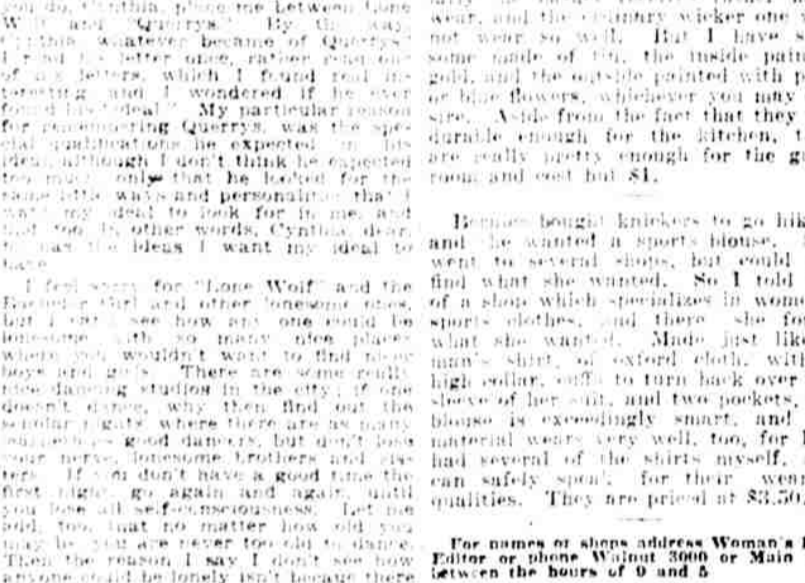 you do, Cynthia, place me between Lone
Wolf and "Querrys." By the way,
Cynthia, whatever became of Querrys?
I read his letter once, rather read one
of his letters, which I found real in-
teresting and I wondered if he ever
found his "ideal." My particular reason
for remembering Querrys, was the spe-
cial qualifications he expected in his
ideal, although I don't think he expected
too much, only that he looked for the
same little ways and personalities that I
want my ideal to look for in me, and
that too. In other words, Cynthia, dear,
he has the ideas I want my ideal to
have.
I feel sorry for "Lone Wolf" and the
Bachelor Girl and other lonesome ones,
but I can't see how any one could be
lonesome with so many nice places
where you wouldn't want to find nicer
boys and girls. There are some really
nice dancing studios in the city; if one
doesn't dance, why then find out the
scholar nights, where there are as many
good dancers, but don't lose
your nerve, lonesome brothers and sis-
ters. If you don't have a good time the
first night, go again and again, until
you lose all self-consciousness. Let me
add, too, that no matter how old you
may be you are never too old to dance.
Then the reason I say I don't see how
anyone could be lonely isn't because there
wear, and the ordinary wicker one
not wear so well. But I have
some made of tin, the inside
gold, and the outside painted with
or blue flowers, whichever you may
sire. Aside from the fact that they
durable enough for the kitchen,
are really pretty enough for the
room and cost but $1.
Bernice bought knickers to go
and she wanted a sports blouse.
went to several shops, but could
find what she wanted. So I told
of a shop which specializes in
sports clothes, and there she
what she wanted. Made just like
man's shirt, of oxford cloth, with
high collar, cuffs to turn back over
sleeve of her suit, and two pockets,
blouse is exceedingly smart, and
material wears very well, too, for
had several of the shirts myself,
can safely speak for their
qualities. They are priced at $3.50.
For names of shops address Woman's
Editor or phone Walnut 3000 or Main
between the hours of 9 and 5